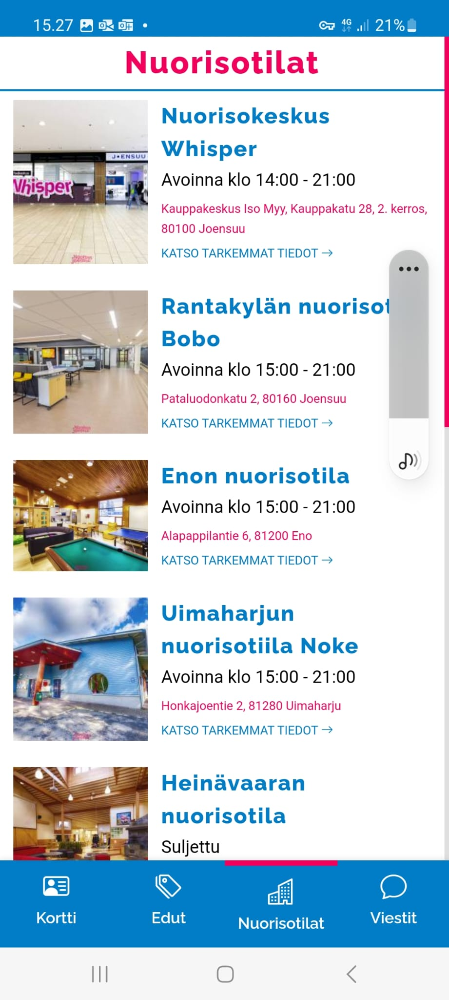 15.27
4G
21%
Nuorisotilat
Nuorisokeskus
Whisper
Avoinna klo 14:00 - 21:00
Kauppakeskus Iso Myy, Kauppakatu 28, 2. kerros,
80100 Joensuu
KATSO TARKEMMAT TIEDOT →
J★ENSUU
Whisper
Rantakylän
Bobo
Avoinna klo 15:00 - 21:00
Pataluodonkatu 2, 80160 Joensuu
KATSO TARKEMMAT TIEDOT →
Enon nuorisotila
Avoinna klo 15:00 - 21:00
Alapappilantie 6, 81200 Eno
KATSO TARKEMMAT TIEDOT →
Uimaharjun
nuorisotiila Noke
Avoinna klo 15:00 - 21:00
Honkajoentie 2, 81280 Uimaharju
KATSO TARKEMMAT TIEDOT →
Heinävaaran
nuorisotila
Suljettu
Kortti
Edut
Nuorisotilat
Viestit